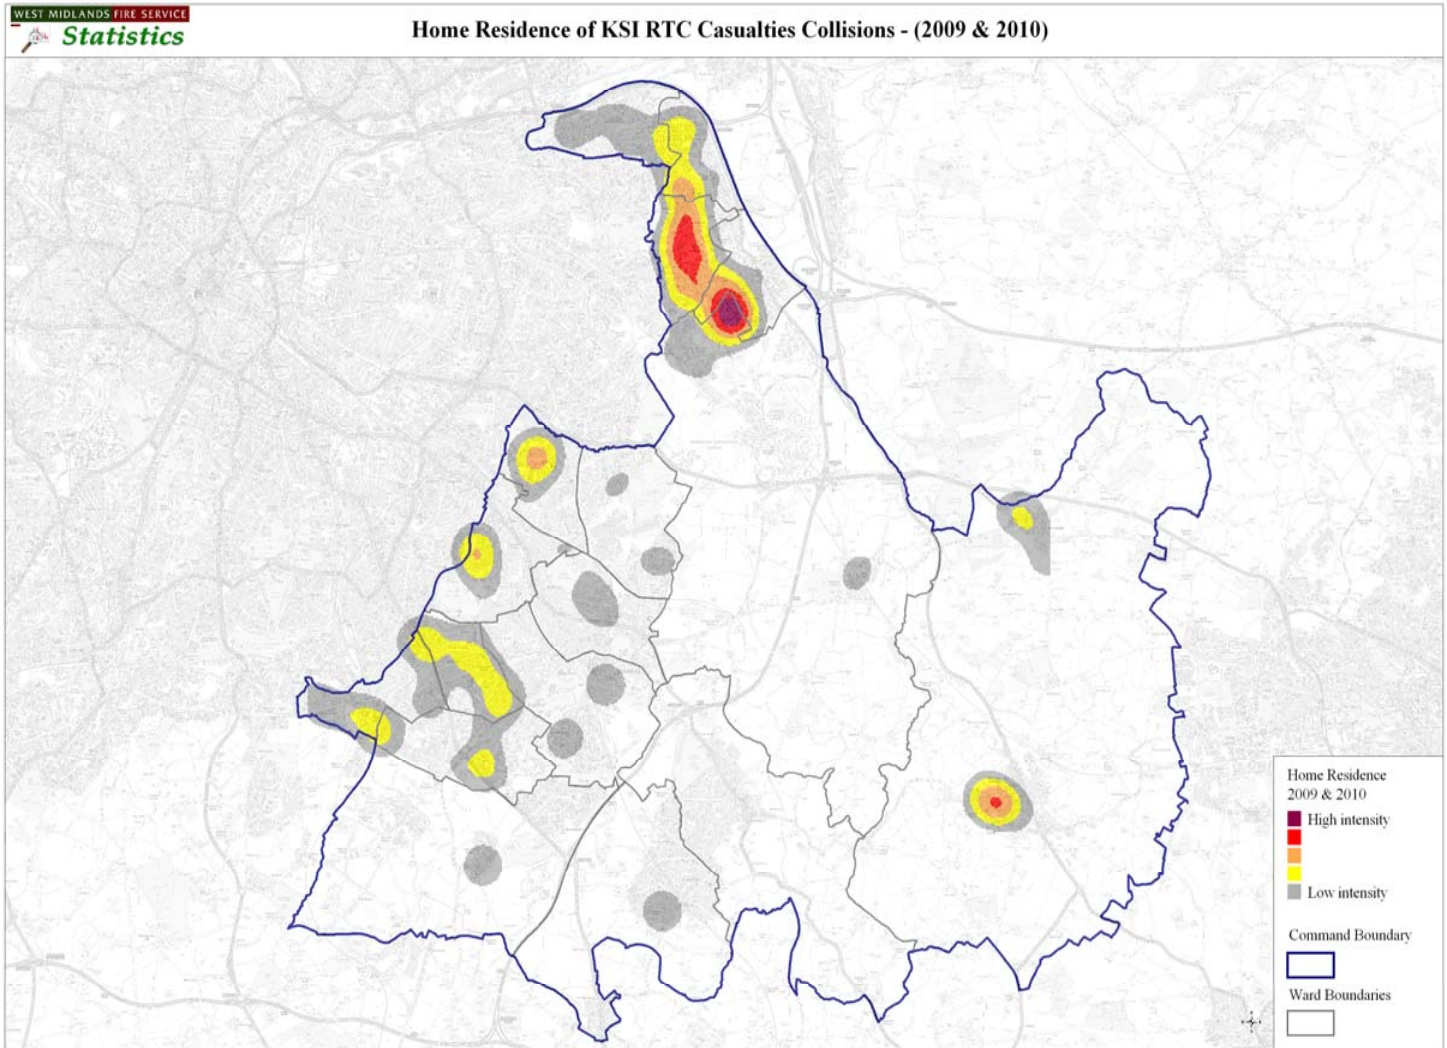 WEST MIDLANDS FIRE SERVICE
Statistics
Home Residence of KSI RTC Casualties Collisions - (2009 & 2010)
Home Residence
2009 & 2010
High intensity
Low intensity
Command Boundary
Ward Boundaries